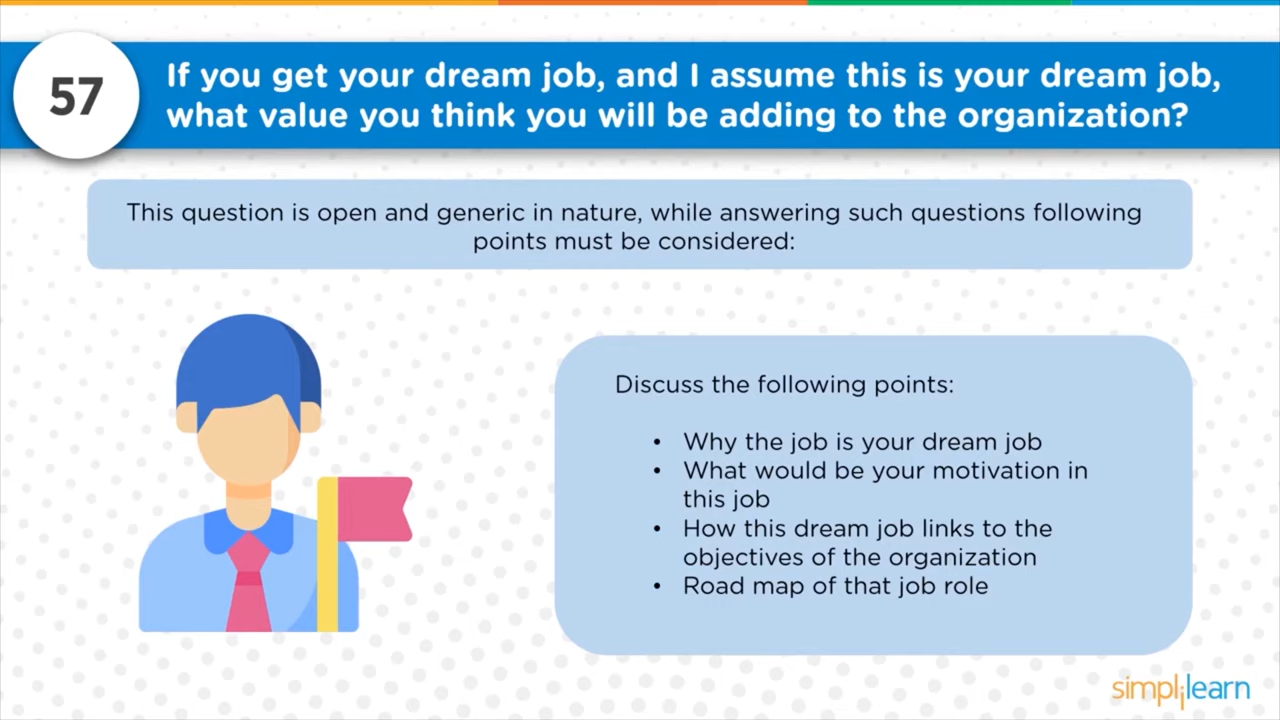 57
If you get your dream job, and I assume this is your dream job,
what value you think you will be adding to the organization?
This question is open and generic in nature, while answering such questions following
points must be considered:
Discuss the following points:
• Why the job is your dream job
• What would be your motivation in
this job
• How this dream job links to the
objectives of the organization
• Road map of that job role
simplilearn